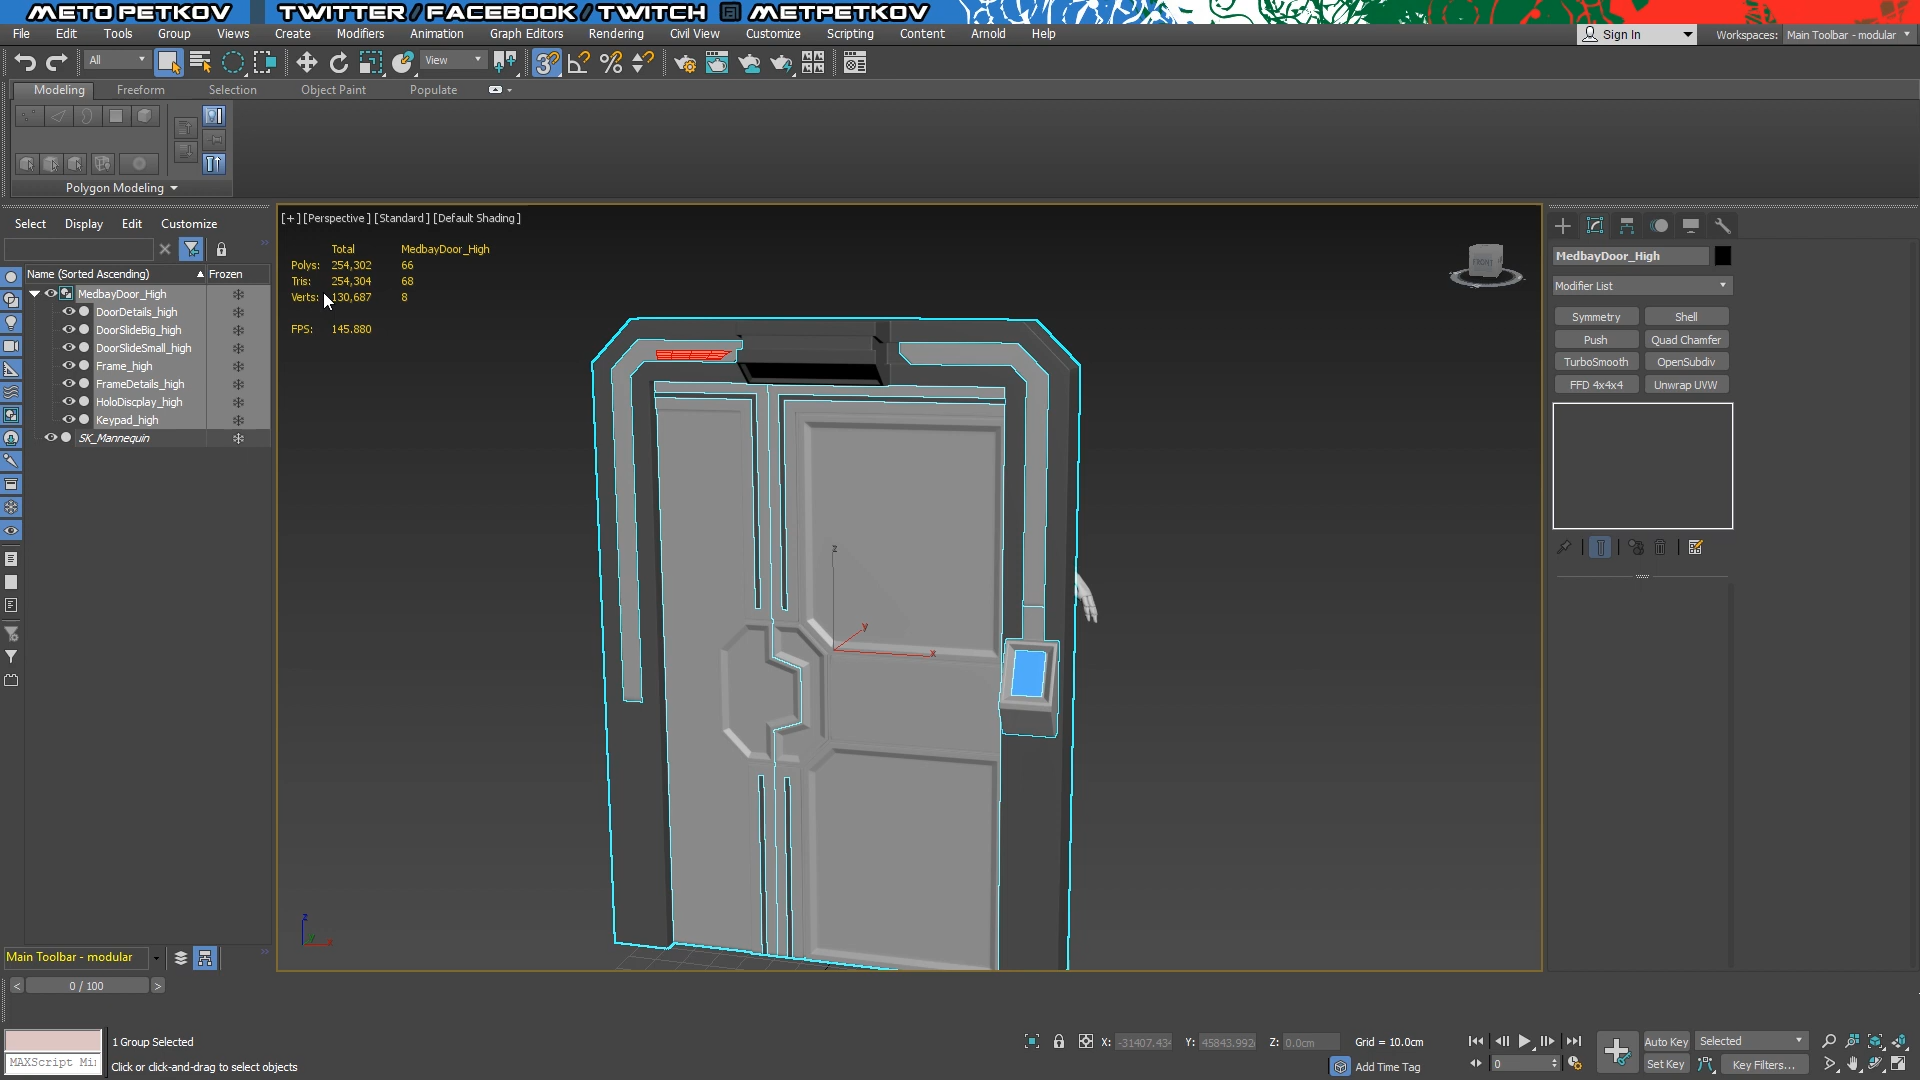 METO PETKOV TWITTER / FACEBOOK / TWITCH @ METPETKOV
File Edit Tools Group Views Create Modifiers Animation Graph Editors Rendering Civil View Customize Scripting Content Arnold Help
Sign In Workspaces: Main Toolbar - modular
All View
Modeling Freeform Selection Object Paint Populate
Polygon Modeling
Select Display Edit Customize
[+] [Perspective] [Standard] [Default Shading]
Name (Sorted Ascending) Frozen
MedbayDoor_High
DoorDetails_high
DoorSlideBig_high
DoorSlideSmall_high
Frame_high
FrameDetails_high
HoloDiscplay_high
Keypad_high
SK_Mannequin
Total MedbayDoor_High
Polys: 254,302 66
Tris: 254,304 68
Verts: 130,687 8
FPS: 145.880
FRONT
z
y
x
z
MedbayDoor_High
Modifier List
Symmetry Shell
Push Quad Chamfer
TurboSmooth OpenSubdiv
FFD 4x4x4 Unwrap UVW
Main Toolbar - modular
< 0 / 100 >
1 Group Selected
MAXScript Mi
Click or click-and-drag to select objects
X: -31407.434 Y: 45843.992 Z: 0.0cm Grid = 10.0cm
Add Time Tag
0
Auto Key Selected
Set Key Key Filters...